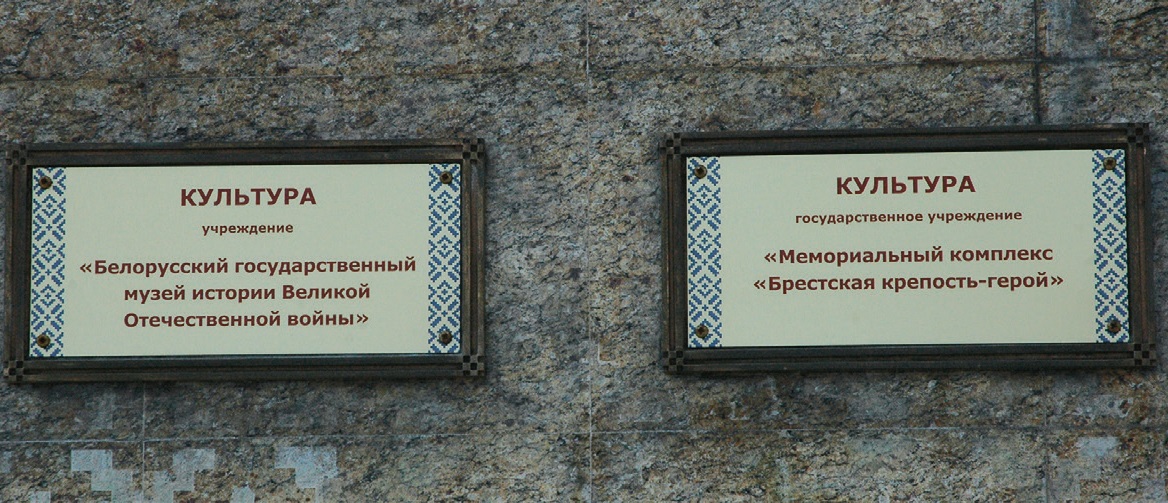 КУЛЬТУРА
учреждение
«Белорусский государственный
музей истории Великой
Отечественной войны»
КУЛЬТУРА
государственное учреждение
«Мемориальный комплекс
«Брестская крепость-герой»